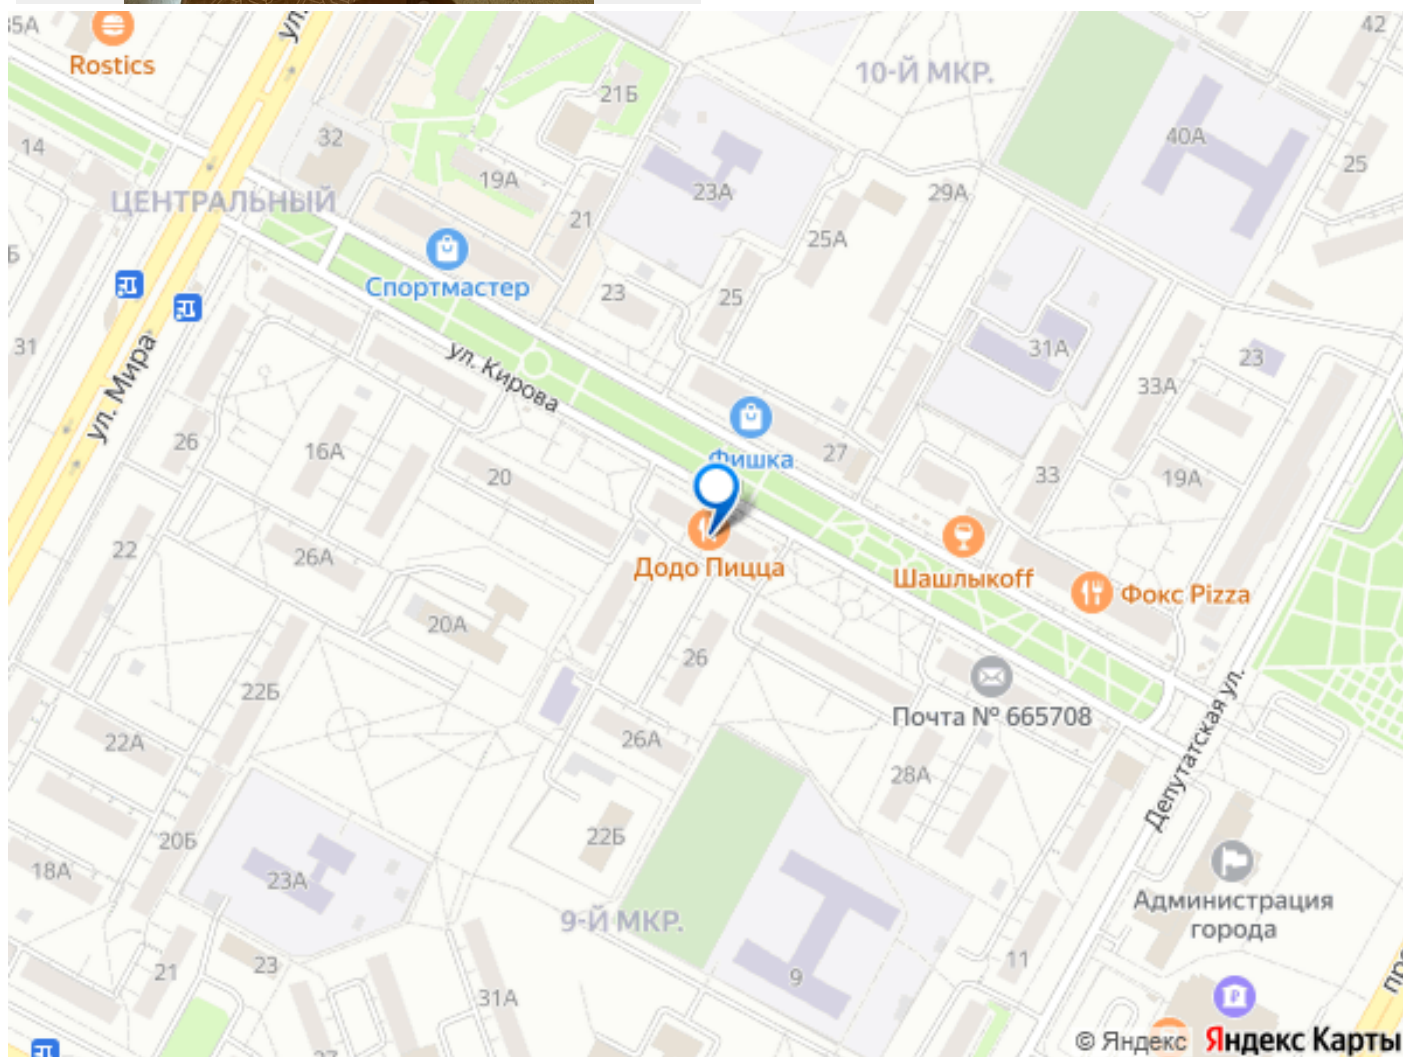 35А
Rostics
ул.
42
10-Й МКР.
21Б
14
32
40А
25
ЦЕНТРАЛЬНЫЙ
19А
23А
29А
21
25А
Б
Спортмастер
23
25
31
ул. Мира
ул. Кирова
31А
23
33А
26
16А
Фишка
27
20
33
19А
22
26А
Додо Пицца
Шашлыкoff
Фокс Pizza
20А
26
22Б
Почта № 665708
Депутатская ул.
22А
26А
28А
20Б
22Б
18А
23А
Администрация
города
9-Й МКР.
21
23
31А
9
11
про
27
© Яндекс Яндекс Карты